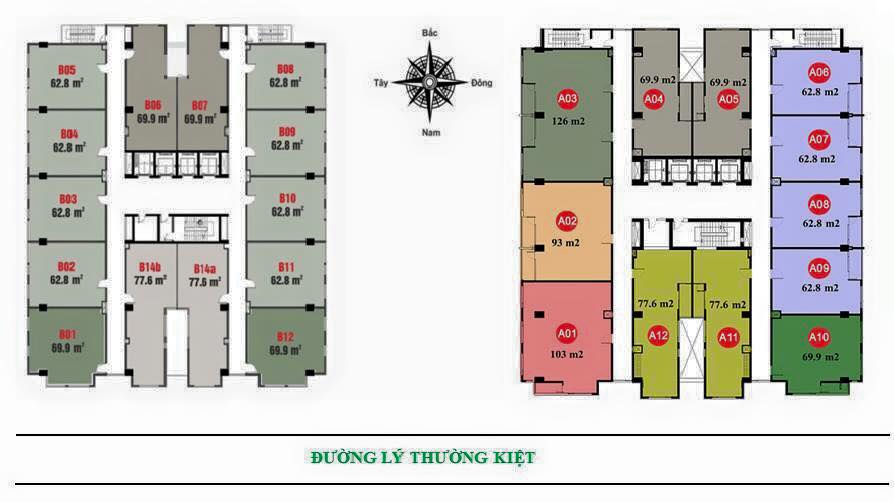 B05
62.8 m²
B04
62.8 m²
B03
62.8 m²
B02
62.8 m²
B01
69.9 m²
B06
69.9 m²
B07
69.9 m²
B14b
77.6 m²
B14a
77.6 m²
B08
62.8 m²
B09
62.8 m²
B10
62.8 m²
B11
62.8 m²
B12
69.9 m²
Bắc
Tây
Đông
Nam
A03
126 m2
A02
93 m2
A01
103 m2
69.9 m2
A04
69.9 m2
A05
77.6 m2
A12
77.6 m2
A11
A06
62.8 m2
A07
62.8 m2
A08
62.8 m2
A09
62.8 m2
A10
69.9 m2
ĐƯỜNG LÝ THƯỜNG KIỆT